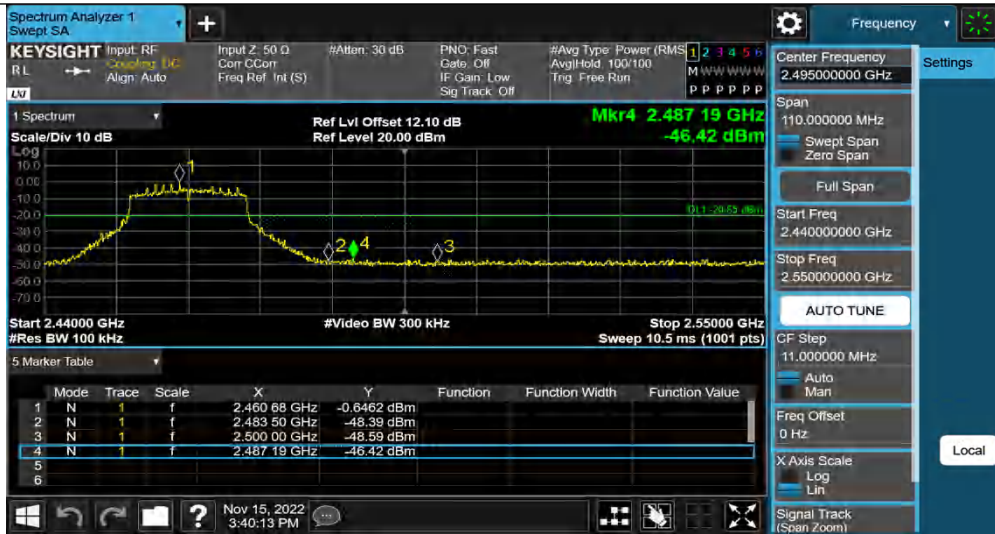 Spectrum Analyzer 1
Swept SA
+
Frequency
KEYSIGHT
RL
LXI
Input: RF
Coupling: DC
Align: Auto
Input Z: 50 Ω
Corr CCorr
Freq Ref: Int (S)
#Atten: 30 dB
PNO: Fast
Gate: Off
IF Gain: Low
Sig Track: Off
#Avg Type: Power (RMS
Avg|Hold: 100/100
Trig: Free Run
1 2 3 4 5 6
M W W W W W
P P P P P P
1 Spectrum
Scale/Div 10 dB
Ref Lvl Offset 12.10 dB
Ref Level 20.00 dBm
Mkr4 2.487 19 GHz
-46.42 dBm
Log
10.0
0.00
-10.0
-20.0
-30.0
-40.0
-50.0
-60.0
-70.0
1
2
4
3
Start 2.44000 GHz
#Res BW 100 kHz
#Video BW 300 kHz
Stop 2.55000 GHz
Sweep 10.5 ms (1001 pts)
5 Marker Table
Mode Trace Scale X Y Function Function Width Function Value
1 N 1 f 2.460 68 GHz -0.6462 dBm
2 N 1 f 2.483 50 GHz -48.39 dBm
3 N 1 f 2.500 00 GHz -48.59 dBm
4 N 1 f 2.487 19 GHz -46.42 dBm
5
6
?
Nov 15, 2022
3:40:13 PM
Center Frequency
2.495000000 GHz
Span
110.000000 MHz
Swept Span
Zero Span
Full Span
Start Freq
2.440000000 GHz
Stop Freq
2.550000000 GHz
AUTO TUNE
CF Step
11.000000 MHz
Auto
Man
Freq Offset
0 Hz
X Axis Scale
Log
Lin
Signal Track
(Span Zoom)
Settings
Local